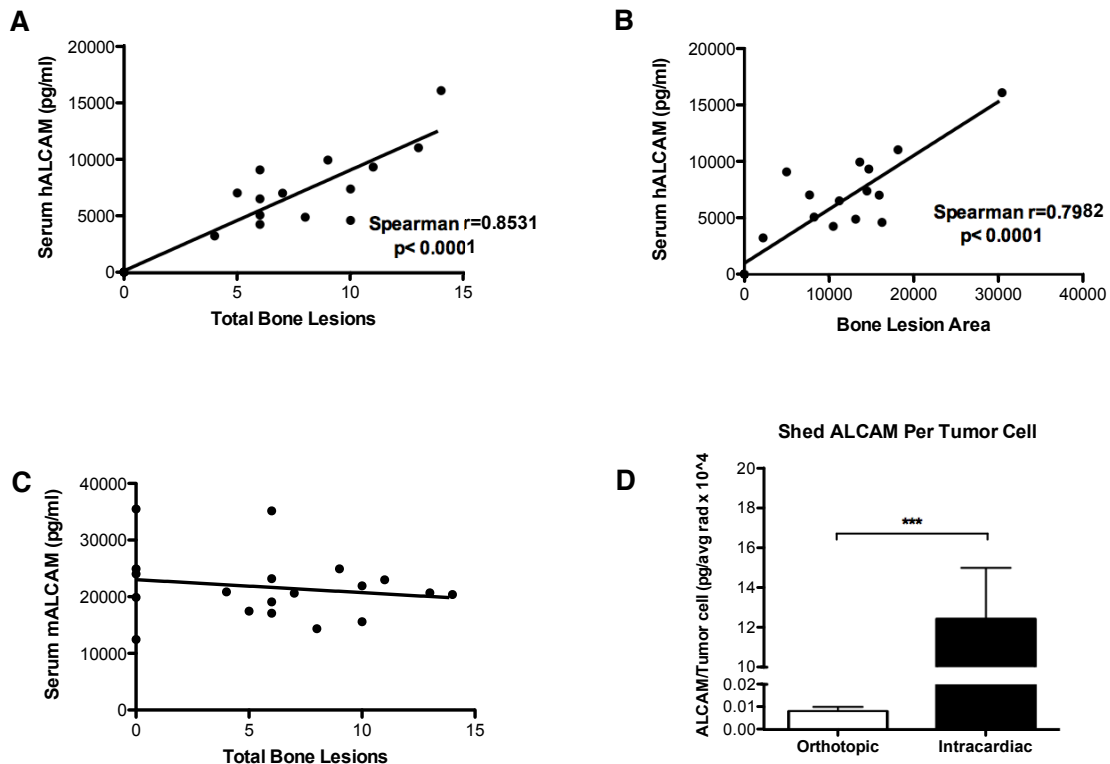 A
Serum hALCAM (pg/ml)
20000
15000
10000
5000
0
0 5 10 15
Total Bone Lesions
Spearman r=0.8531
p< 0.0001
B
Serum hALCAM (pg/ml)
20000
15000
10000
5000
0
0 10000 20000 30000 40000
Bone Lesion Area
Spearman r=0.7982
p< 0.0001
C
Serum mALCAM (pg/ml)
40000
30000
20000
10000
0
0 5 10 15
Total Bone Lesions
D
Shed ALCAM Per Tumor Cell
ALCAM/Tumor cell (pg/avg rad x 10^4
20
18
16
14
12
10
0.02
0.01
0.00
***
Orthotopic Intracardiac